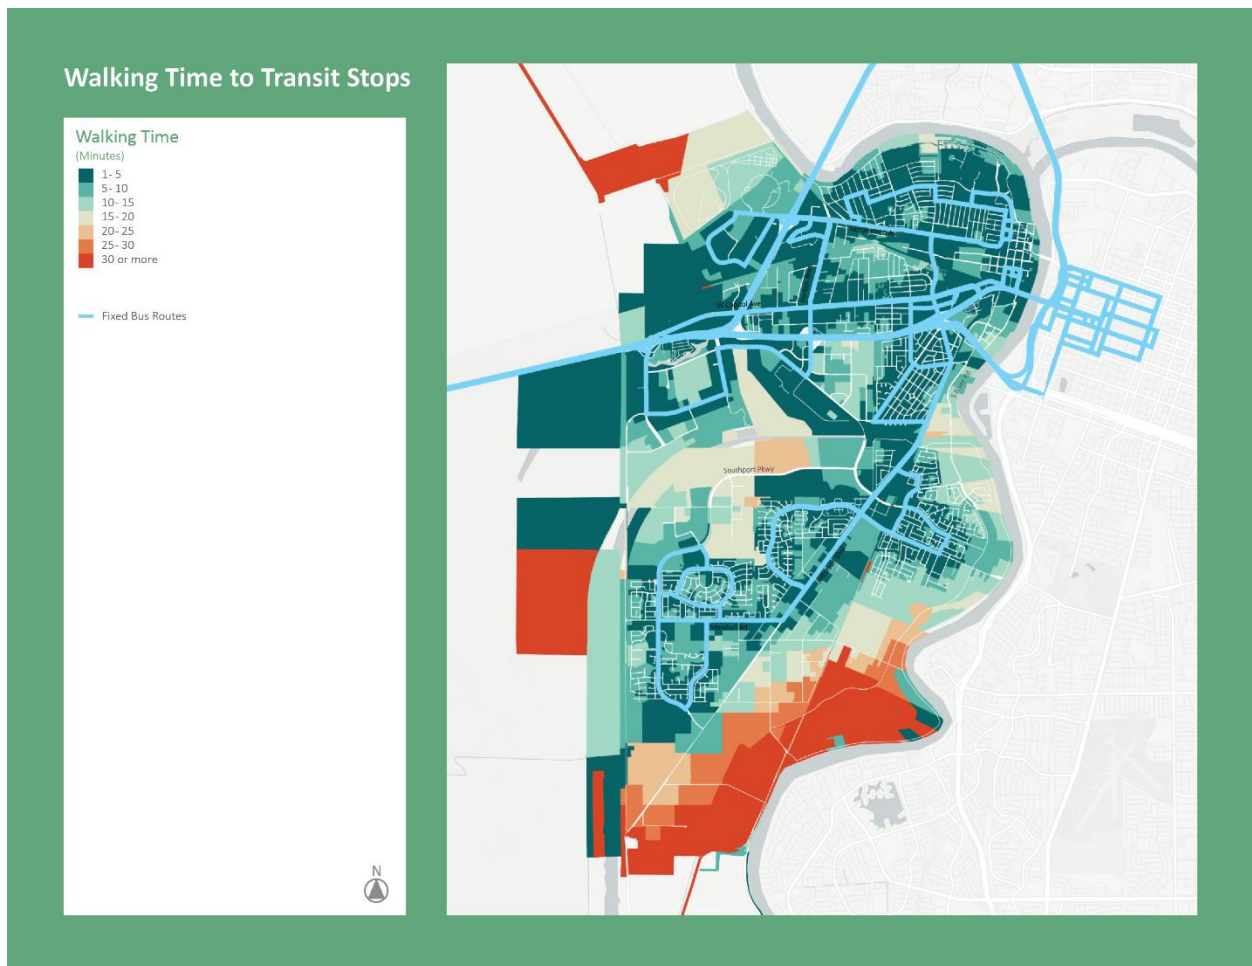 Walking Time to Transit Stops
Walking Time
(Minutes)
1- 5
5- 10
10- 15
15- 20
20- 25
25- 30
30 or more
Fixed Bus Routes
N
W Capitol Ave
S River Rd
Southport Pkwy